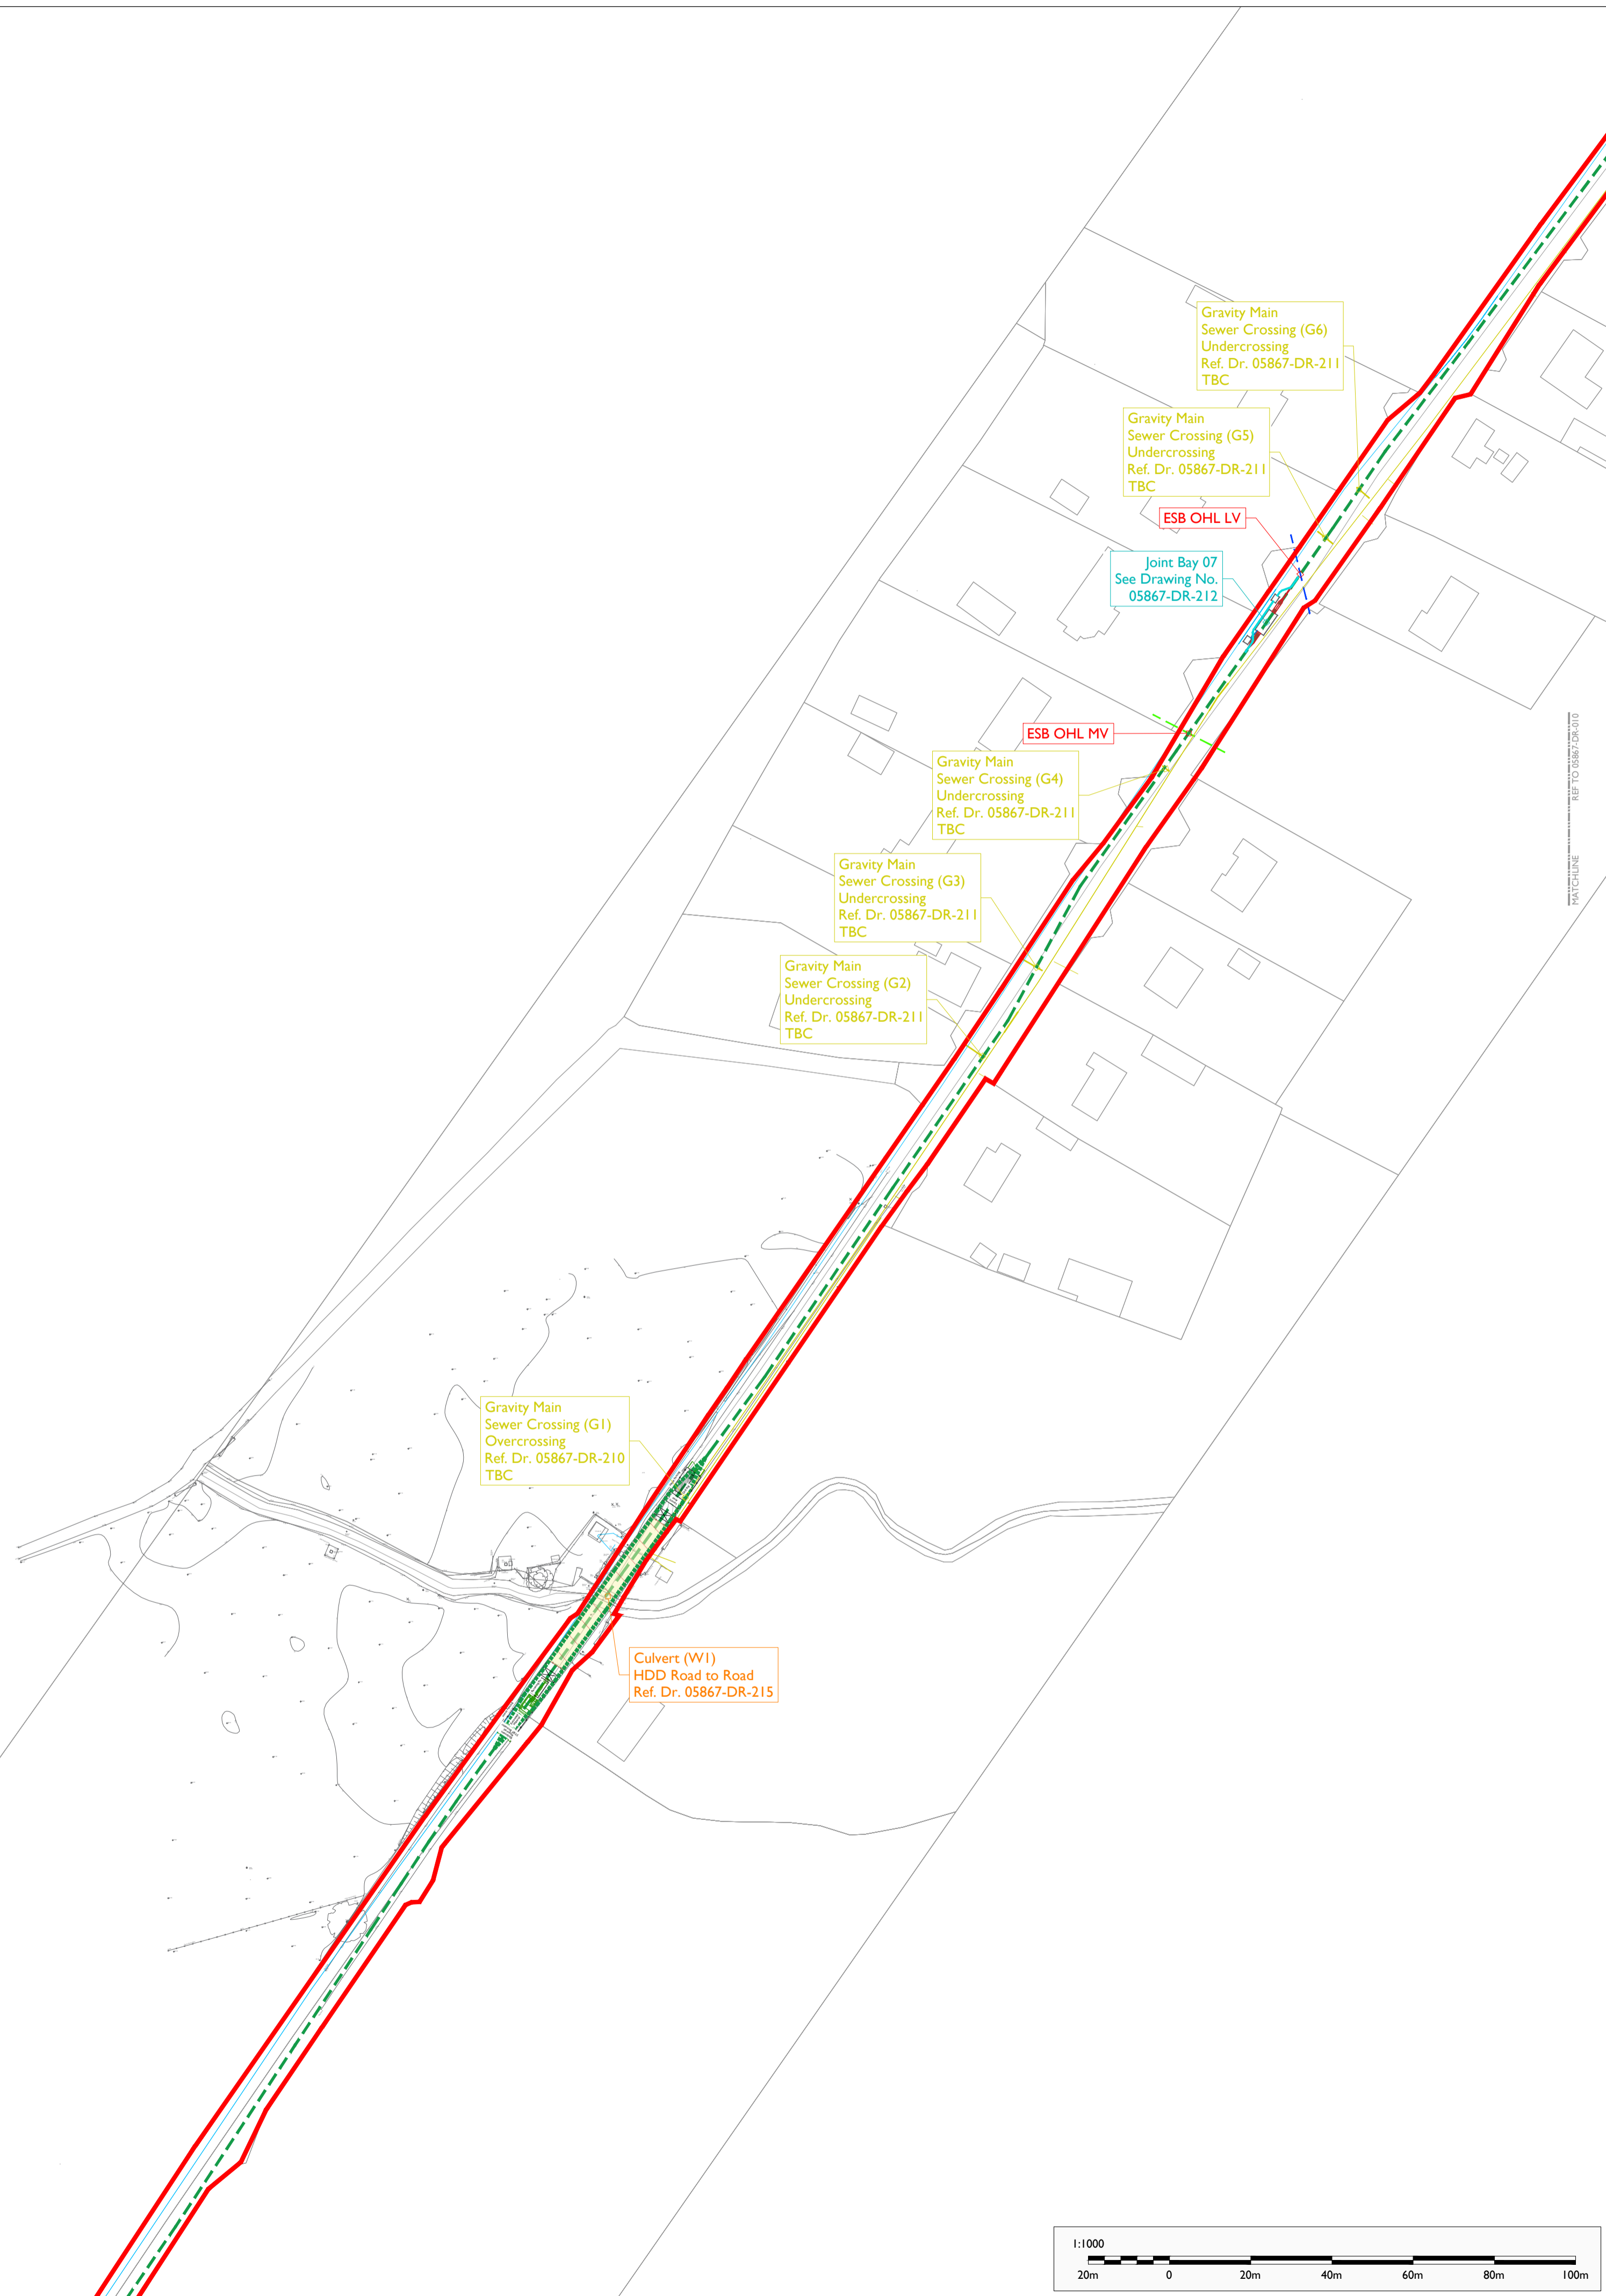 Gravity Main
Sewer Crossing (G6)
Undercrossing
Ref. Dr. 05867-DR-211
TBC
Gravity Main
Sewer Crossing (G5)
Undercrossing
Ref. Dr. 05867-DR-211
TBC
ESB OHL LV
Joint Bay 07
See Drawing No.
05867-DR-212
ESB OHL MV
Gravity Main
Sewer Crossing (G4)
Undercrossing
Ref. Dr. 05867-DR-211
TBC
MATCHLINE
REF TO 05867-DR-010
Gravity Main
Sewer Crossing (G3)
Undercrossing
Ref. Dr. 05867-DR-211
TBC
Gravity Main
Sewer Crossing (G2)
Undercrossing
Ref. Dr. 05867-DR-211
TBC
Gravity Main
Sewer Crossing (G1)
Overcrossing
Ref. Dr. 05867-DR-210
TBC
Culvert (W1)
HDD Road to Road
Ref. Dr. 05867-DR-215
1:1000
20m 0 20m 40m 60m 80m 100m